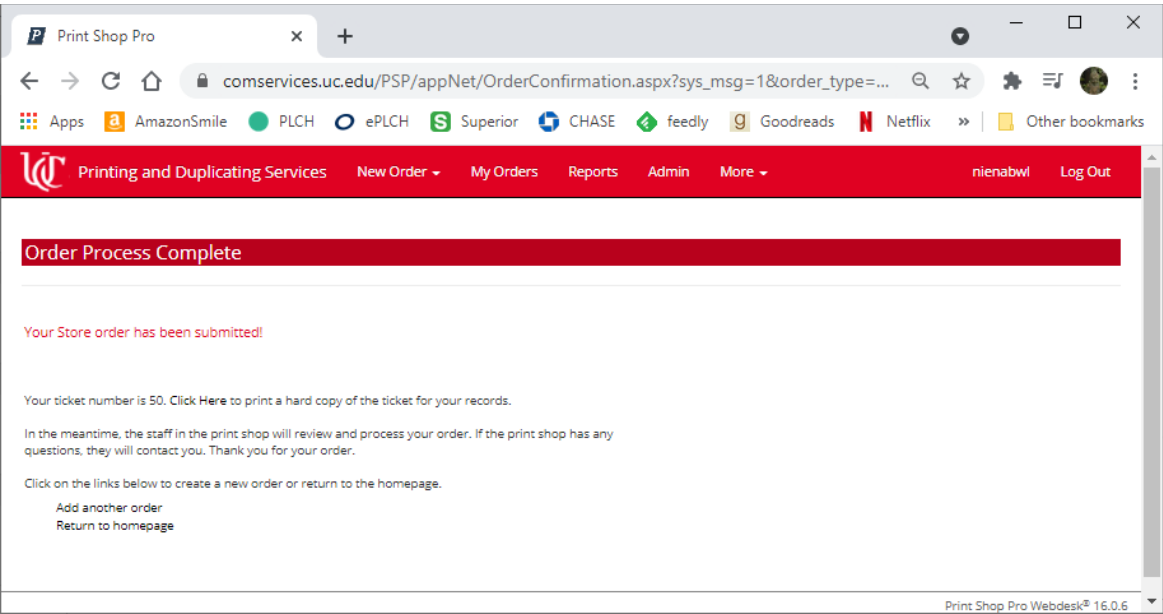 Print Shop Pro
comservices.uc.edu/PSP/appNet/OrderConfirmation.aspx?sys_msg=1&order_type=...
Apps AmazonSmile PLCH ePLCH Superior CHASE feedly Goodreads Netflix » Other bookmarks
UC Printing and Duplicating Services New Order My Orders Reports Admin More nienabwl Log Out
Order Process Complete
Your Store order has been submitted!
Your ticket number is 50. Click Here to print a hard copy of the ticket for your records.
In the meantime, the staff in the print shop will review and process your order. If the print shop has any
questions, they will contact you. Thank you for your order.
Click on the links below to create a new order or return to the homepage.
Add another order
Return to homepage
Print Shop Pro Webdesk® 16.0.6